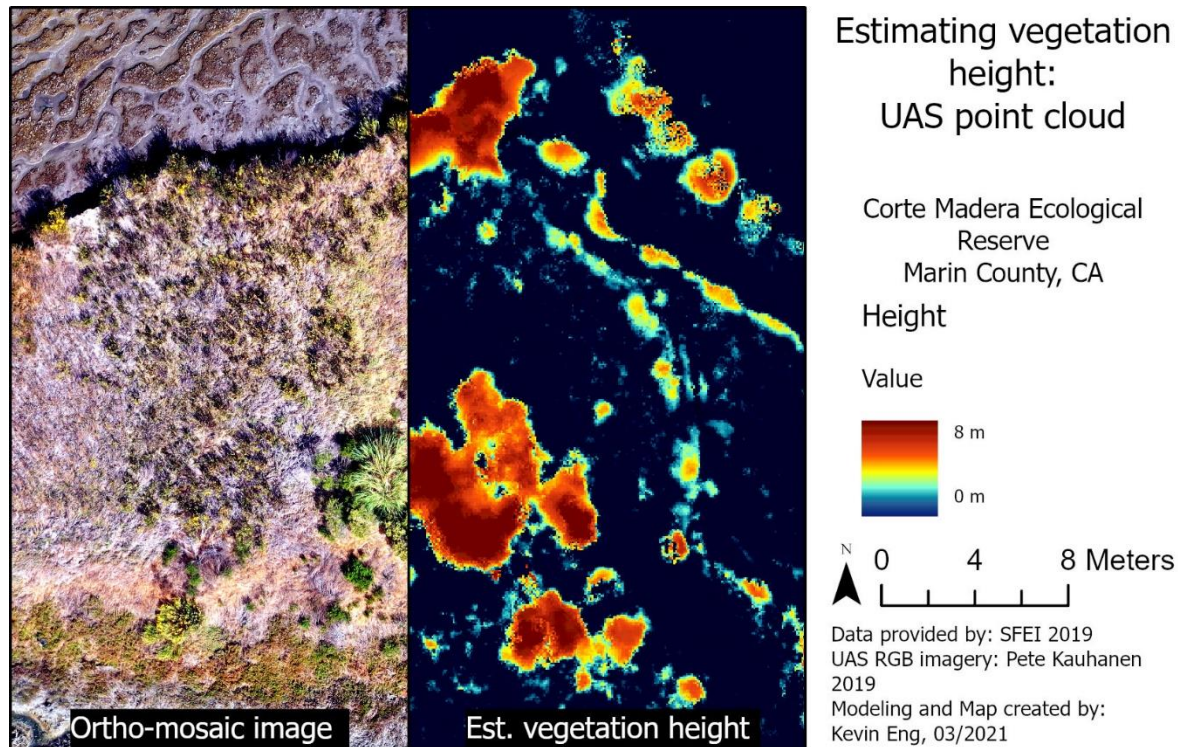 Estimating vegetation
height:
UAS point cloud
Corte Madera Ecological
Reserve
Marin County, CA
Height
Value
8 m
0 m
N
0 4 8 Meters
Data provided by: SFEI 2019
UAS RGB imagery: Pete Kauhanen
2019
Modeling and Map created by:
Kevin Eng, 03/2021
Ortho-mosaic image
Est. vegetation height